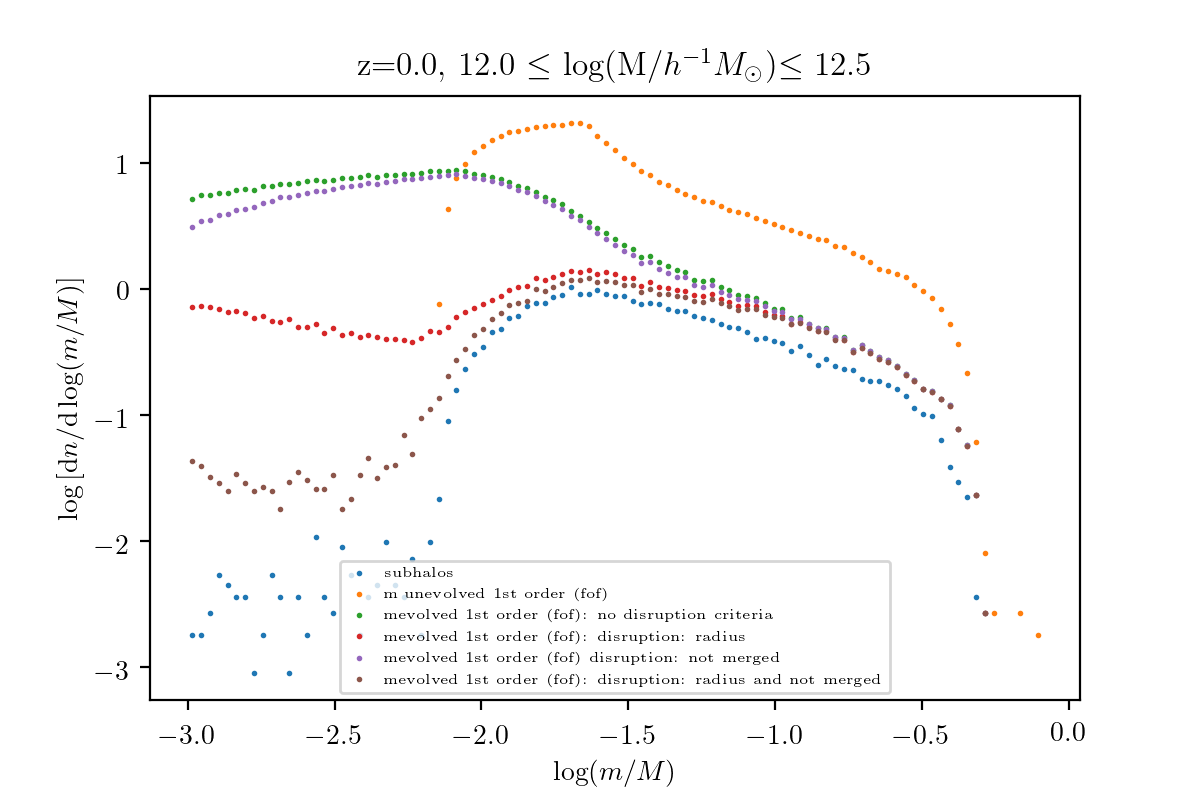 z=0.0, 12.0 ≤ log(M/h⁻¹M⊙)≤ 12.5
log [dn/d log(m/M)]
1
0
−1
−2
−3
subhalos
m unevolved 1st order (fof)
mevolved 1st order (fof): no disruption criteria
mevolved 1st order (fof): disruption: radius
mevolved 1st order (fof) disruption: not merged
mevolved 1st order (fof): disruption: radius and not merged
−3.0 −2.5 −2.0 −1.5 −1.0 −0.5 0.0
log(m/M)